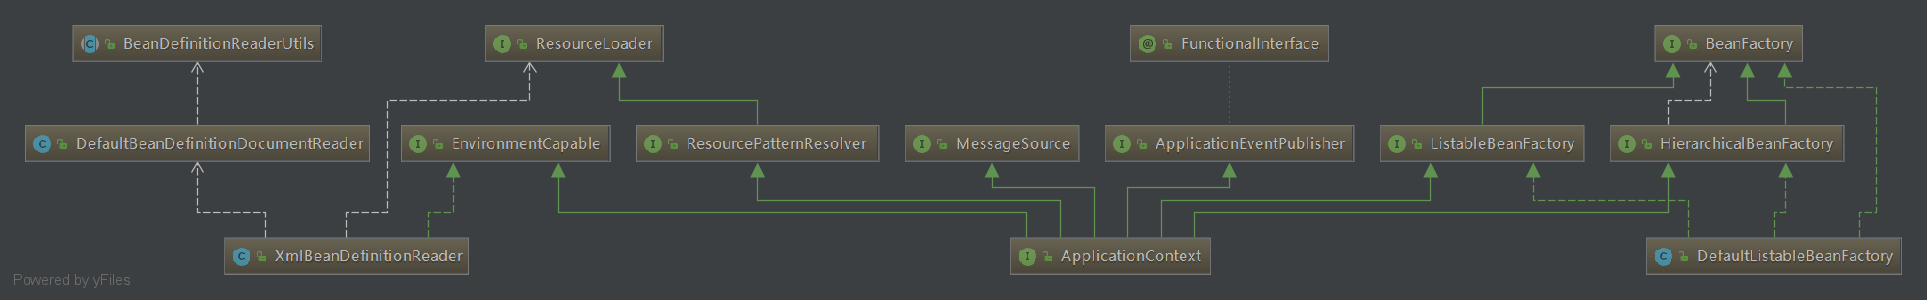 BeanDefinitionReaderUtils
ResourceLoader
FunctionalInterface
BeanFactory
DefaultBeanDefinitionDocumentReader
EnvironmentCapable
ResourcePatternResolver
MessageSource
ApplicationEventPublisher
ListableBeanFactory
HierarchicalBeanFactory
XmlBeanDefinitionReader
ApplicationContext
DefaultListableBeanFactory
Powered by yFiles